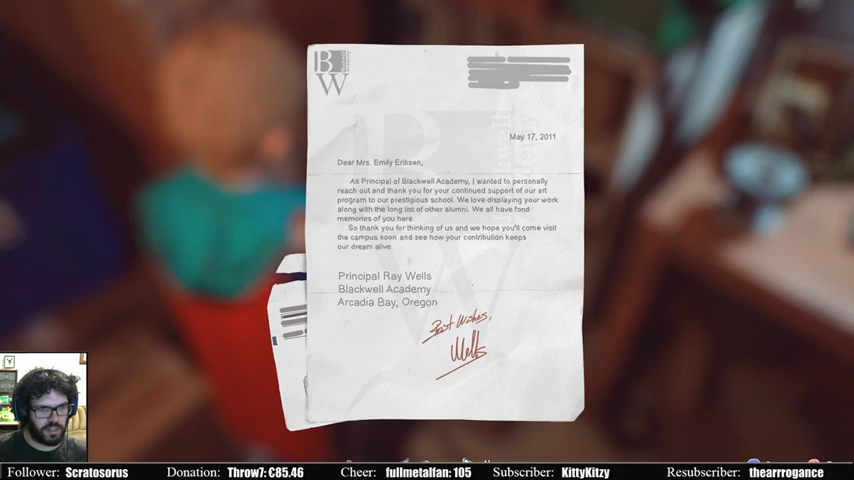 B
W
Blackwell
Academy
May 17, 2011
Dear Mrs. Emily Eriksen,
As Principal of Blackwell Academy, I wanted to personally
reach out and thank you for your continued support of our art
program to our prestigious school. We love displaying your work
along with the long list of other alumni. We all have fond
memories of you here.
So thank you for thinking of us and we hope you'll come visit
the campus soon and see how your contribution keeps
our dream alive.
Principal Ray Wells
Blackwell Academy
Arcadia Bay, Oregon
Best Wishes,
Wells
Follower: Scratosorus Donation: Throw7: €85.46 Cheer: fullmetalfan: 105 Subscriber: KittyKitzy Resubscriber: thearrrogance